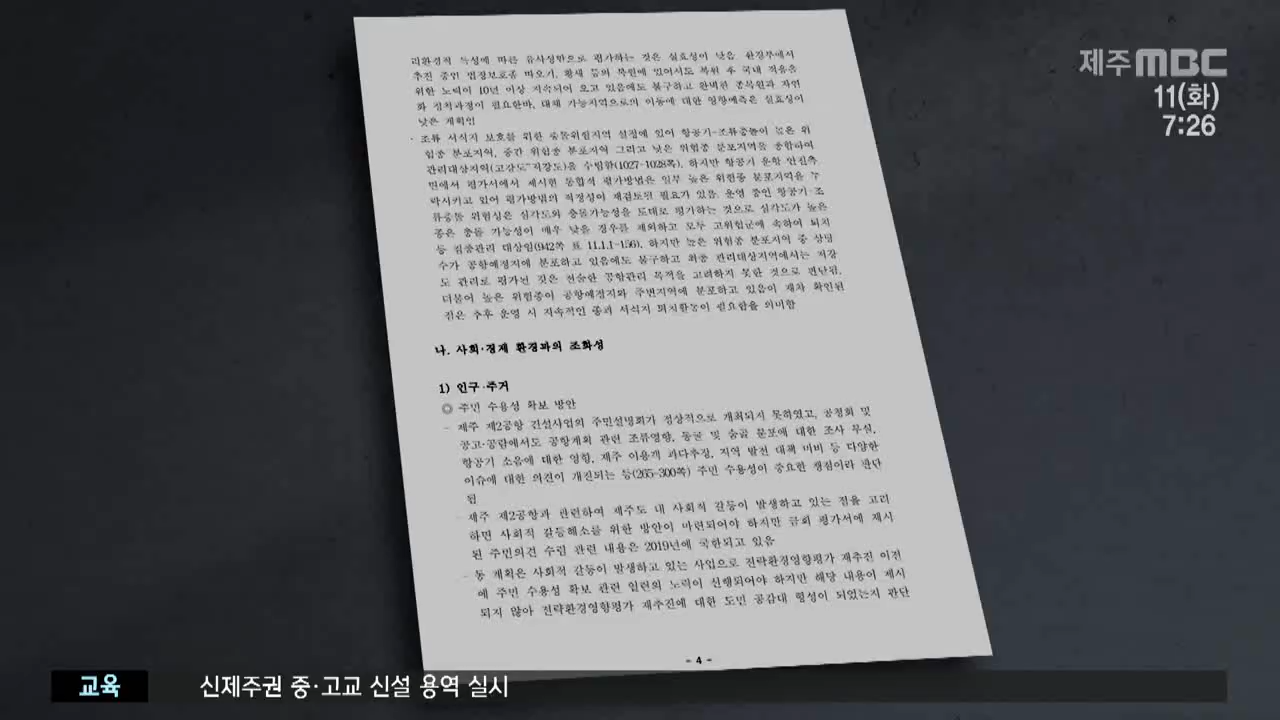 리환경적 특성에 따른 유사성만으로 평가하는 것은 실효성이 낮음. 환경부에서
추진 중인 법정보호종 따오기, 황새 등의 복원에 있어서도 복원 후 국내 적응을
위한 노력이 10년 이상 지속되어 오고 있음에도 불구하고 완벽한 종복원과 자연
화 정착과정이 필요한바, 대체 가능지역으로의 이동에 대한 영향예측은 실효성이
낮은 계획임
· 조류 서식지 보호를 위한 충돌위험지역 설정에 있어 항공기-조류충돌이 높은 위
험종 분포지역, 중간 위험종 분포지역 그리고 낮은 위험종 분포지역을 종합하여
관리대상지역(고강도~저강도)을 수립함(1027-1028쪽). 하지만 항공기 운항 안전측
면에서 평가서에서 제시한 통합적 평가방법은 일부 높은 위험종 분포지역을 누
락시키고 있어 평가방법의 적정성이 재검토될 필요가 있음. 운영 중인 항공기-조
류충돌 위험성은 심각도와 충돌가능성을 토대로 평가하는 것으로 심각도가 높은
종은 충돌 가능성이 매우 낮을 경우를 제외하고 모두 고위험군에 속하여 퇴치
등 집중관리 대상임(942쪽 표 11.1.1-156). 하지만 높은 위험종 분포지역 중 상당
수가 공항예정지에 분포하고 있음에도 불구하고 최종 관리대상지역에서는 저강
도 관리로 평가된 것은 전술한 공항관리 목적을 고려하지 못한 것으로 판단됨.
더불어 높은 위험종이 공항예정지와 주변지역에 분포하고 있음이 재차 확인된
점은 추후 운영 시 지속적인 종과 서식지 퇴치활동이 필요함을 의미함
나. 사회·경제 환경과의 조화성
1) 인구·주거
◎ 주민 수용성 확보 방안
- 제주 제2공항 건설사업의 주민설명회가 정상적으로 개최되지 못하였고, 공청회 및
공고·공람에서도 공항계획 관련 조류영향, 동굴 및 숨골 분포에 대한 조사 부실,
항공기 소음에 대한 영향, 제주 이용객 과다추정, 지역 발전 대책 미비 등 다양한
이슈에 대한 의견이 개진되는 등(265-300쪽) 주민 수용성이 중요한 쟁점이라 판단
됨
- 제주 제2공항과 관련하여 제주도 내 사회적 갈등이 발생하고 있는 점을 고려
하면 사회적 갈등해소를 위한 방안이 마련되어야 하지만 금회 평가서에 제시
된 주민의견 수렴 관련 내용은 2019년에 국한되고 있음
- 동 계획은 사회적 갈등이 발생하고 있는 사업으로 전략환경영향평가 재추진 이전
에 주민 수용성 확보 관련 일련의 노력이 선행되어야 하지만 해당 내용이 제시
되지 않아 전략환경영향평가 재추진에 대한 도민 공감대 형성이 되었는지 판단
- 4 -
제주MBC
11(화)
7:26
교육 신제주권 중·고교 신설 용역 실시